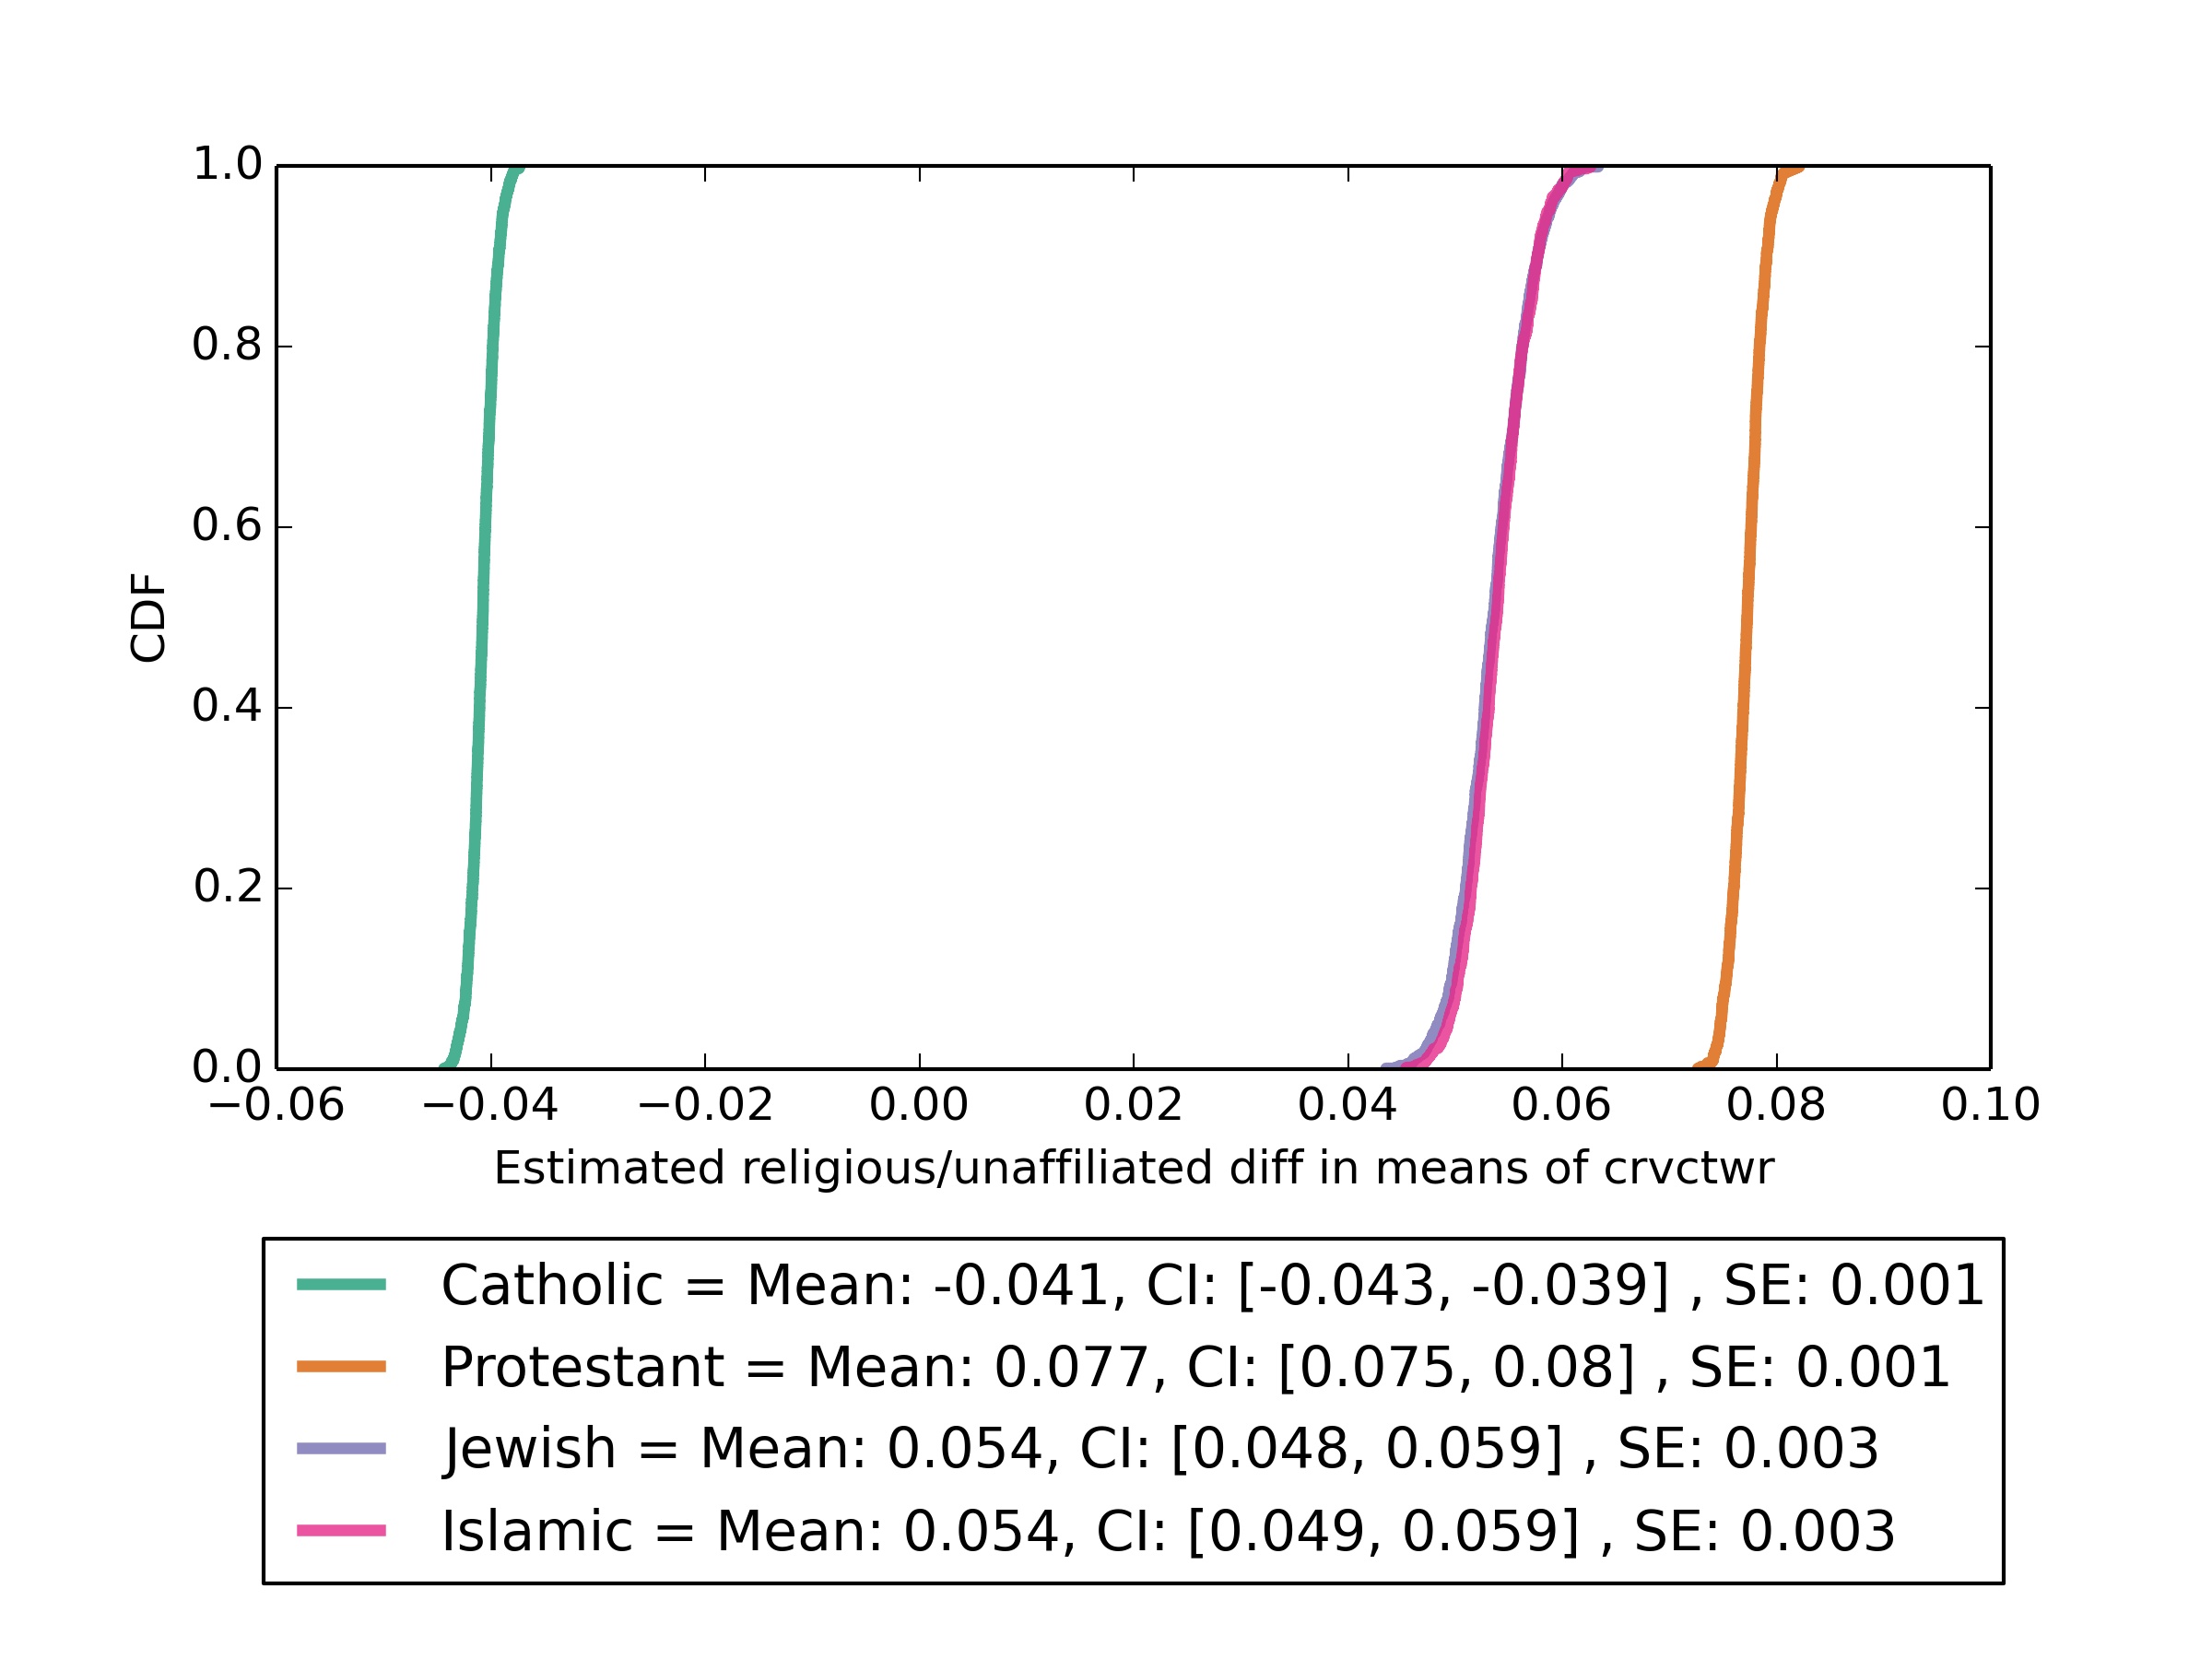 1.0
0.8
0.6
0.4
0.2
0.0
CDF
−0.06 −0.04 −0.02 0.00 0.02 0.04 0.06 0.08 0.10
Estimated religious/unaffiliated diff in means of crvctwr
Catholic = Mean: -0.041, CI: [-0.043, -0.039] , SE: 0.001
Protestant = Mean: 0.077, CI: [0.075, 0.08] , SE: 0.001
Jewish = Mean: 0.054, CI: [0.048, 0.059] , SE: 0.003
Islamic = Mean: 0.054, CI: [0.049, 0.059] , SE: 0.003